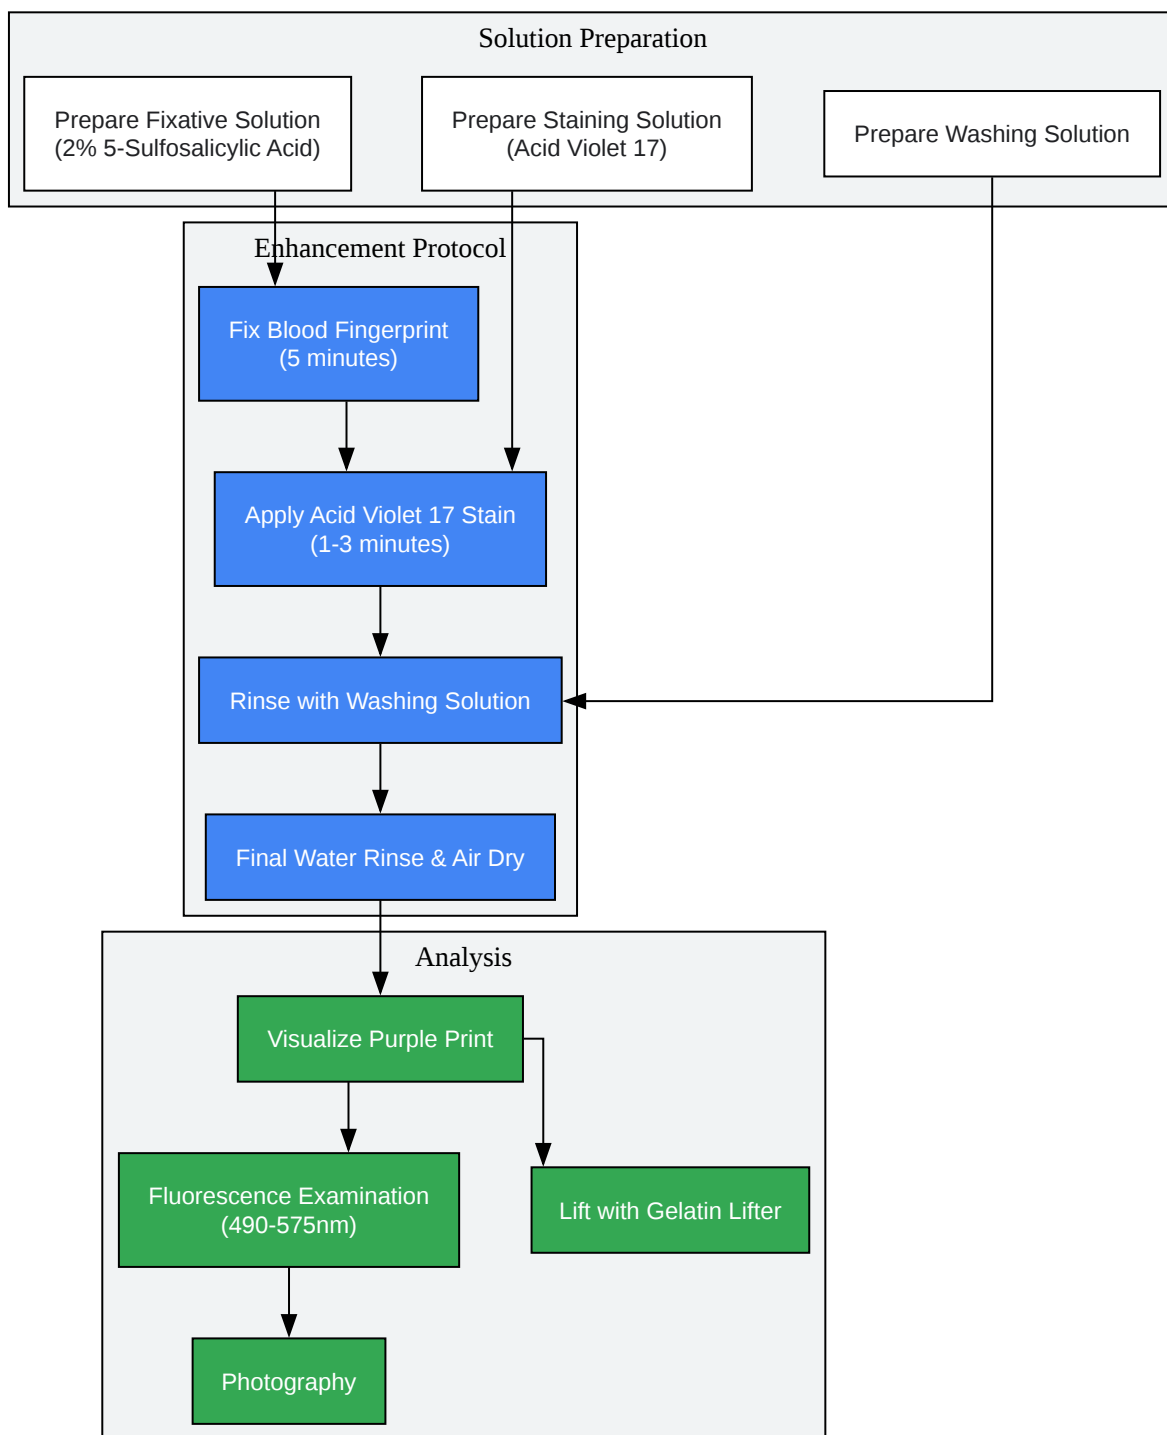 Solution Preparation
Prepare Fixative Solution
(2% 5-Sulfosalicylic Acid)
Prepare Staining Solution
(Acid Violet 17)
Prepare Washing Solution
Enhancement Protocol
Fix Blood Fingerprint
(5 minutes)
Apply Acid Violet 17 Stain
(1-3 minutes)
Rinse with Washing Solution
Final Water Rinse & Air Dry
Analysis
Visualize Purple Print
Fluorescence Examination
(490-575nm)
Lift with Gelatin Lifter
Photography